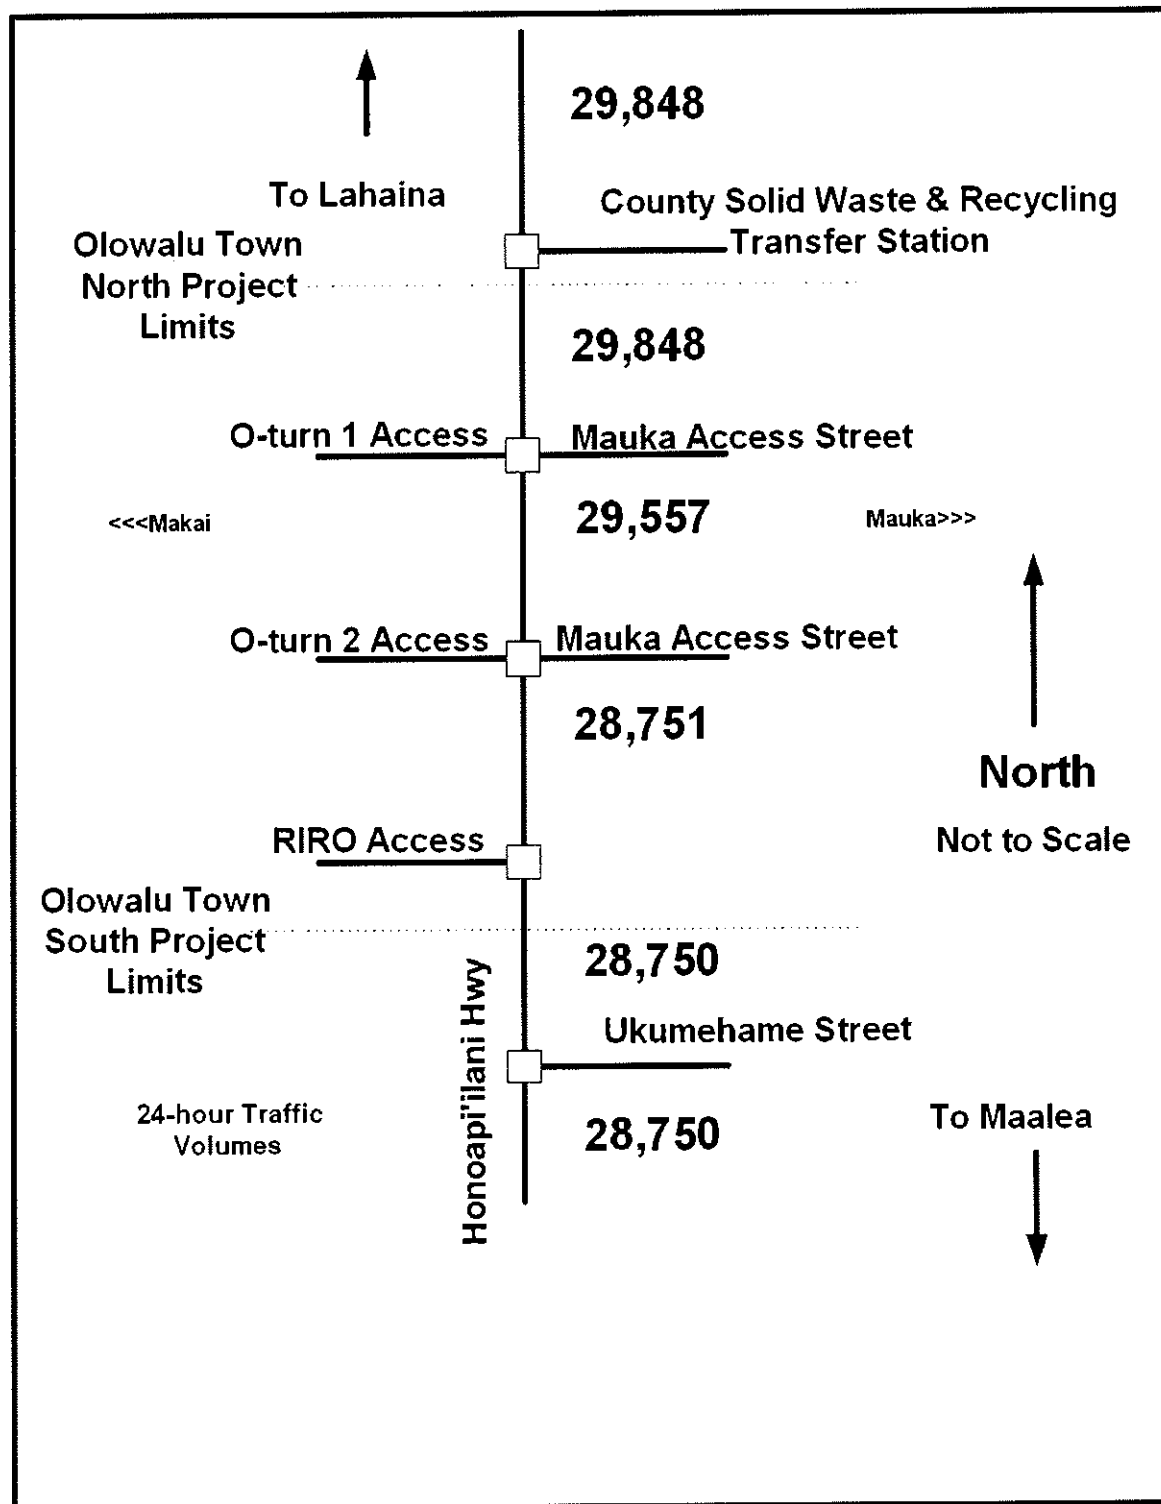 29,848
To Lahaina
County Solid Waste & Recycling
Transfer Station
Olowalu Town
North Project
Limits
29,848
O-turn 1 Access
Mauka Access Street
<<<Makai
29,557
Mauka>>>
O-turn 2 Access
Mauka Access Street
28,751
North
Not to Scale
RIRO Access
Olowalu Town
South Project
Limits
28,750
Honoapi'ilani Hwy
Ukumehame Street
24-hour Traffic
Volumes
28,750
To Maalea